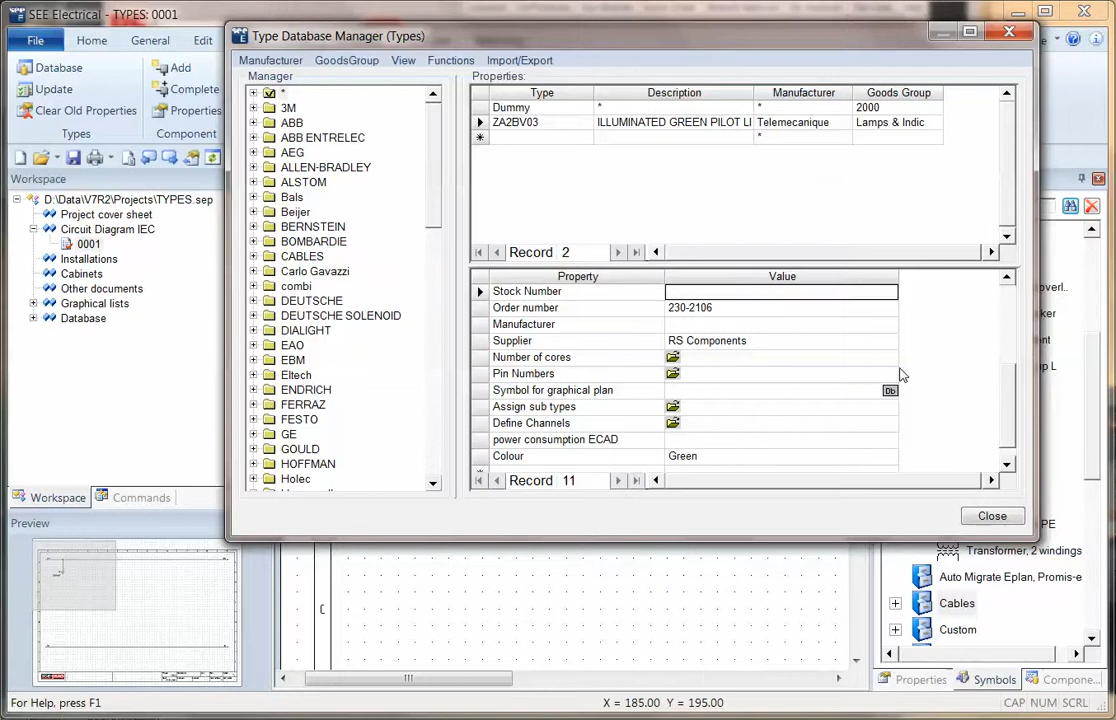 SEE Electrical - TYPES: 0001
Type Database Manager (Types)
File Home General Edit
Database Add
Update Complete
Clear Old Properties Properties
Types Component
Manufacturer GoodsGroup View Functions Import/Export
Manager
*
3M
ABB
ABB ENTRELEC
AEG
ALLEN-BRADLEY
ALSTOM
Bals
Beijer
BERNSTEIN
BOMBARDIE
CABLES
Carlo Gavazzi
combi
DEUTSCHE
DEUTSCHE SOLENOID
DIALIGHT
EAO
EBM
Eltech
ENDRICH
FERRAZ
FESTO
GE
GOULD
HOFFMAN
Holec
Properties:
Type Description Manufacturer Goods Group
Dummy * * 2000
ZA2BV03 ILLUMINATED GREEN PILOT LI Telemecanique Lamps & Indic
*
Record 2
Property Value
Stock Number
Order number 230-2106
Manufacturer
Supplier RS Components
Number of cores
Pin Numbers
Symbol for graphical plan Db
Assign sub types
Define Channels
power consumption ECAD
Colour Green
Record 11
Close
Workspace
D:\Data\V7R2\Projects\TYPES.sep
Project cover sheet
Circuit Diagram IEC
0001
Installations
Cabinets
Other documents
Graphical lists
Database
Workspace Commands
Preview
C
Transformer, 2 windings
Auto Migrate Eplan, Promis-e
Cables
Custom
Properties Symbols Compone...
For Help, press F1 X = 185.00 Y = 195.00 CAP NUM SCRL